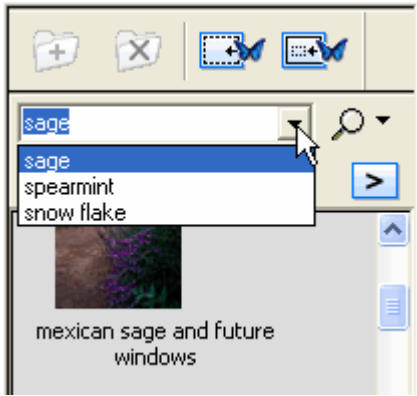 sage
sage
spearmint
snow flake
>
mexican sage and future
windows